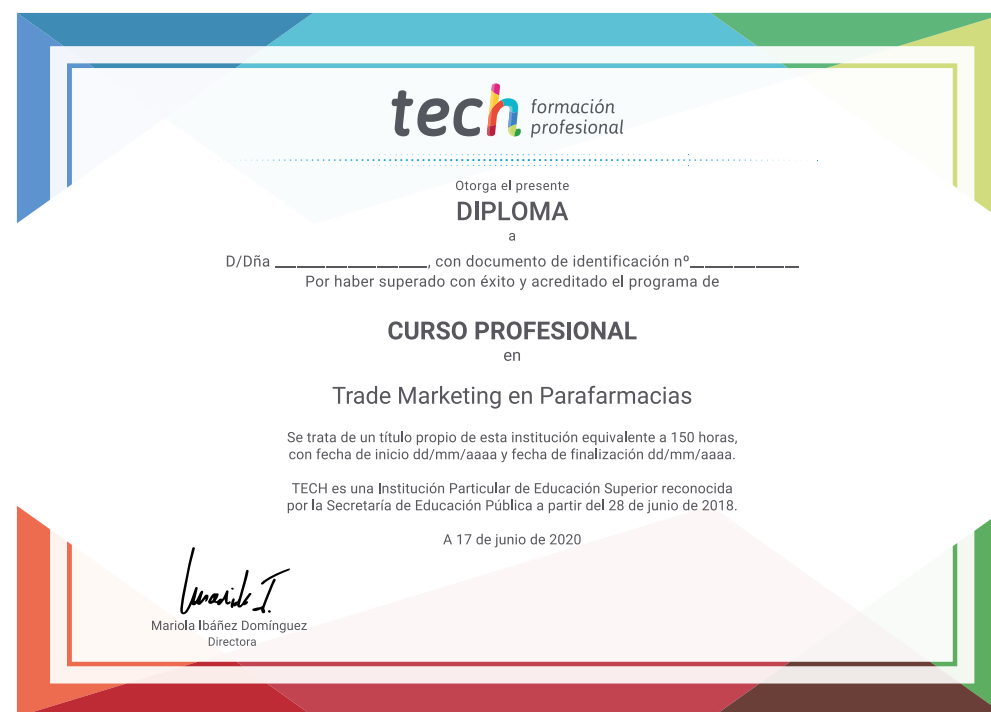 tech formación
profesional
Otorga el presente
DIPLOMA
a
D/Dña ______________, con documento de identificación nº__________
Por haber superado con éxito y acreditado el programa de
CURSO PROFESIONAL
en
Trade Marketing en Parafarmacias
Se trata de un título propio de esta institución equivalente a 150 horas,
con fecha de inicio dd/mm/aaaa y fecha de finalización dd/mm/aaaa.
TECH es una Institución Particular de Educación Superior reconocida
por la Secretaría de Educación Pública a partir del 28 de junio de 2018.
A 17 de junio de 2020
Mariola I.
Mariola Ibáñez Domínguez
Directora